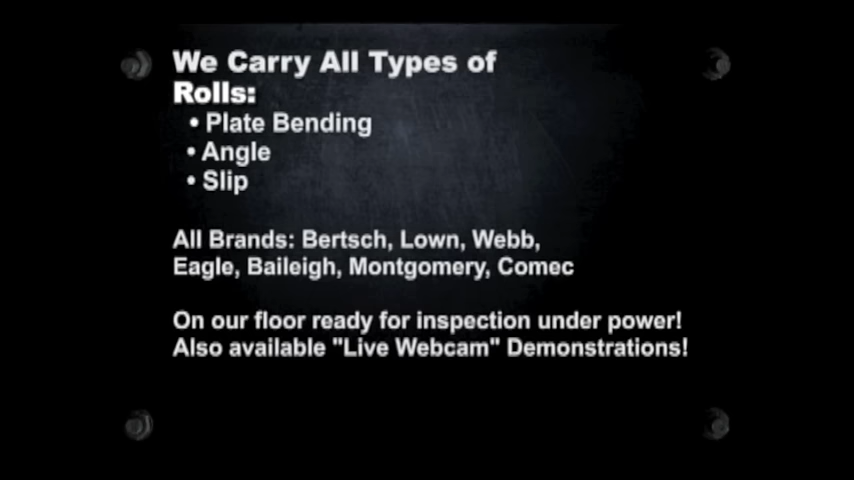 We Carry All Types of
Rolls:
• Plate Bending
• Angle
• Slip
All Brands: Bertsch, Lown, Webb,
Eagle, Baileigh, Montgomery, Comec
On our floor ready for inspection under power!
Also available "Live Webcam" Demonstrations!